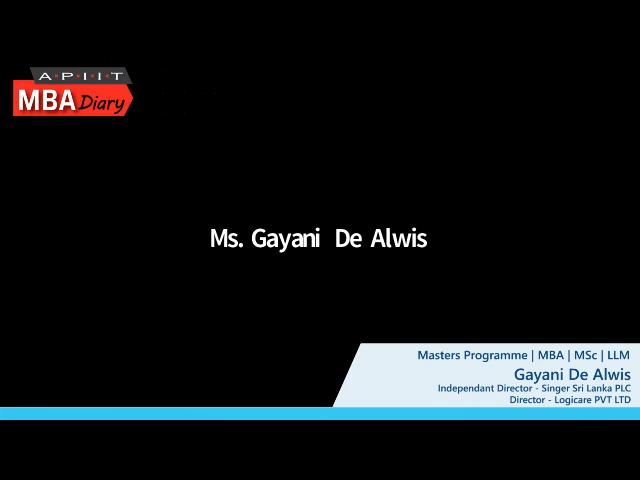 A•P•I•I•T
MBA Diary
Ms. Gayani De Alwis
Masters Programme | MBA | MSc | LLM
Gayani De Alwis
Independant Director - Singer Sri Lanka PLC
Director - Logicare PVT LTD